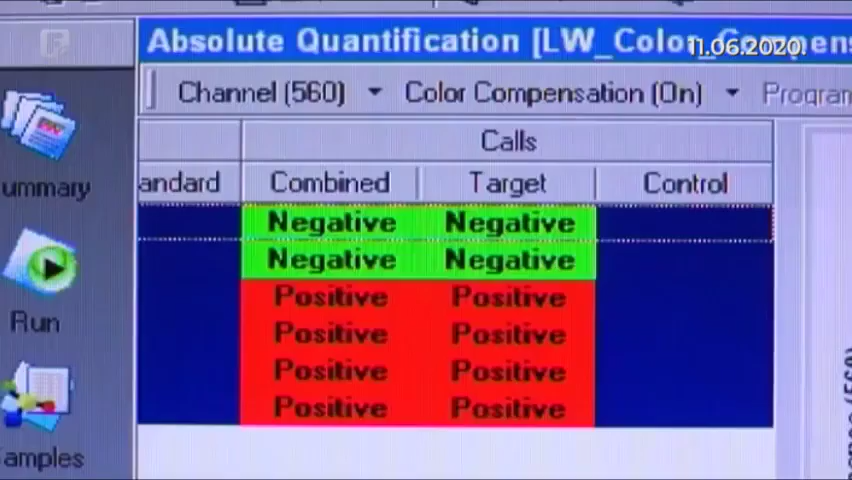 Absolute Quantification [LW_Color_Compens
11.06.2020.
Channel (560) Color Compensation (On) Program
Calls
andard Combined Target Control
ummary
Negative Negative
Negative Negative
Positive Positive
Run
Positive Positive
Positive Positive
Positive Positive
amples
(560)